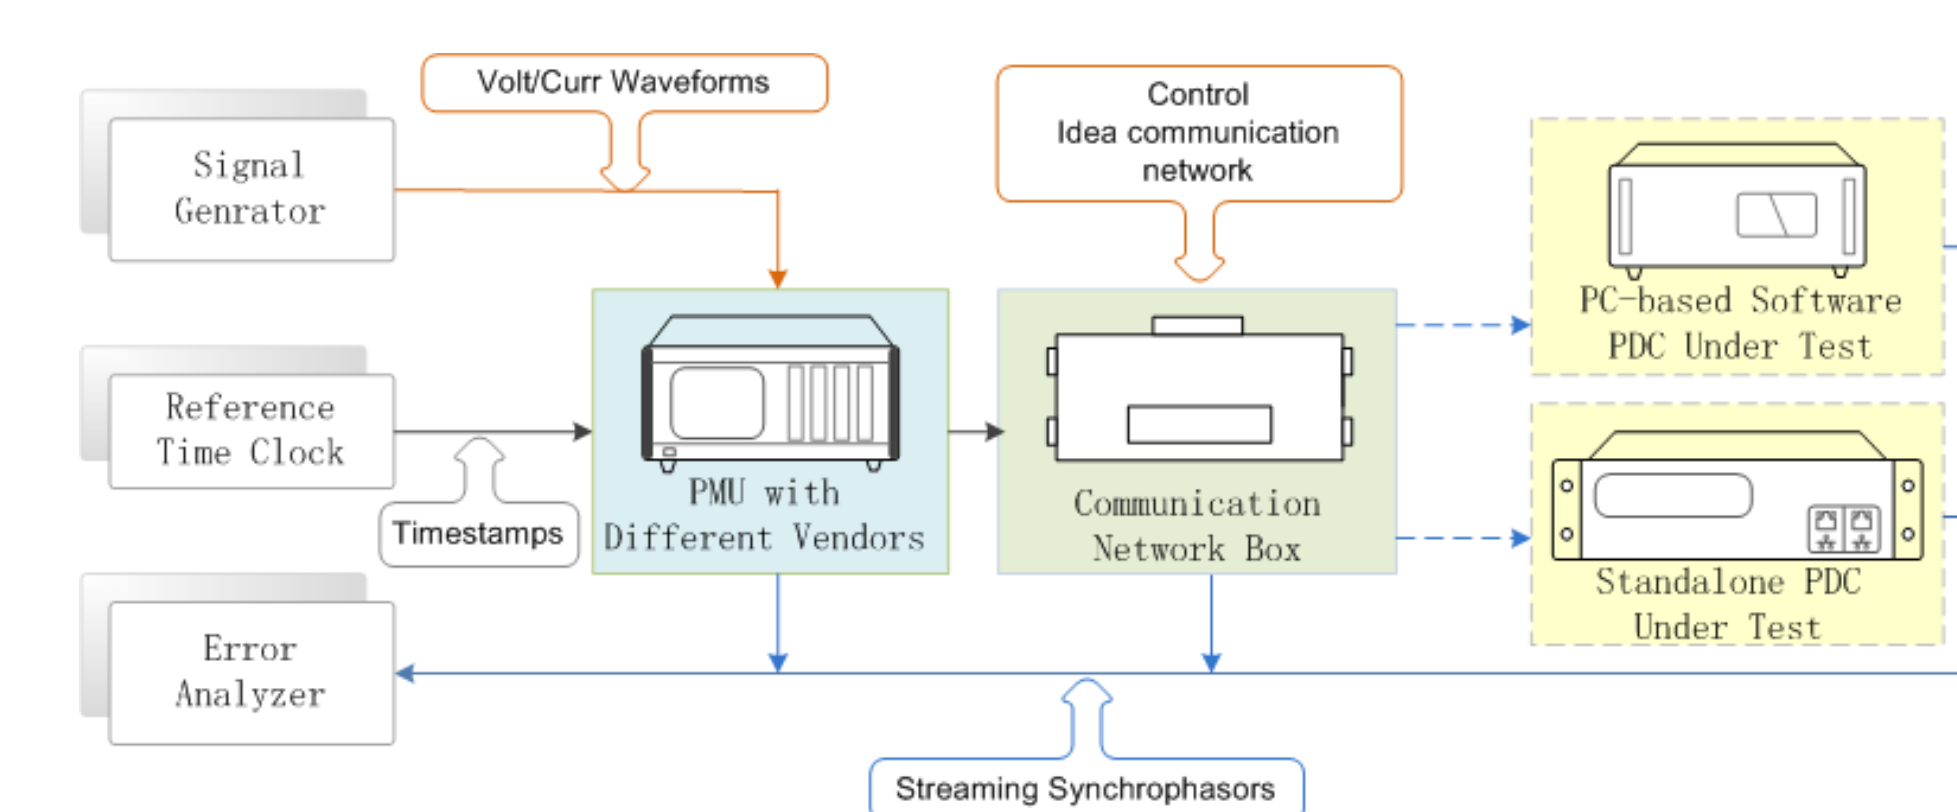 Volt/Curr Waveforms
Control
Idea communication
network
Signal
Genrator
PC-based Software
PDC Under Test
Reference
Time Clock
Timestamps
PMU with
Different Vendors
Communication
Network Box
Standalone PDC
Under Test
Error
Analyzer
Streaming Synchrophasors